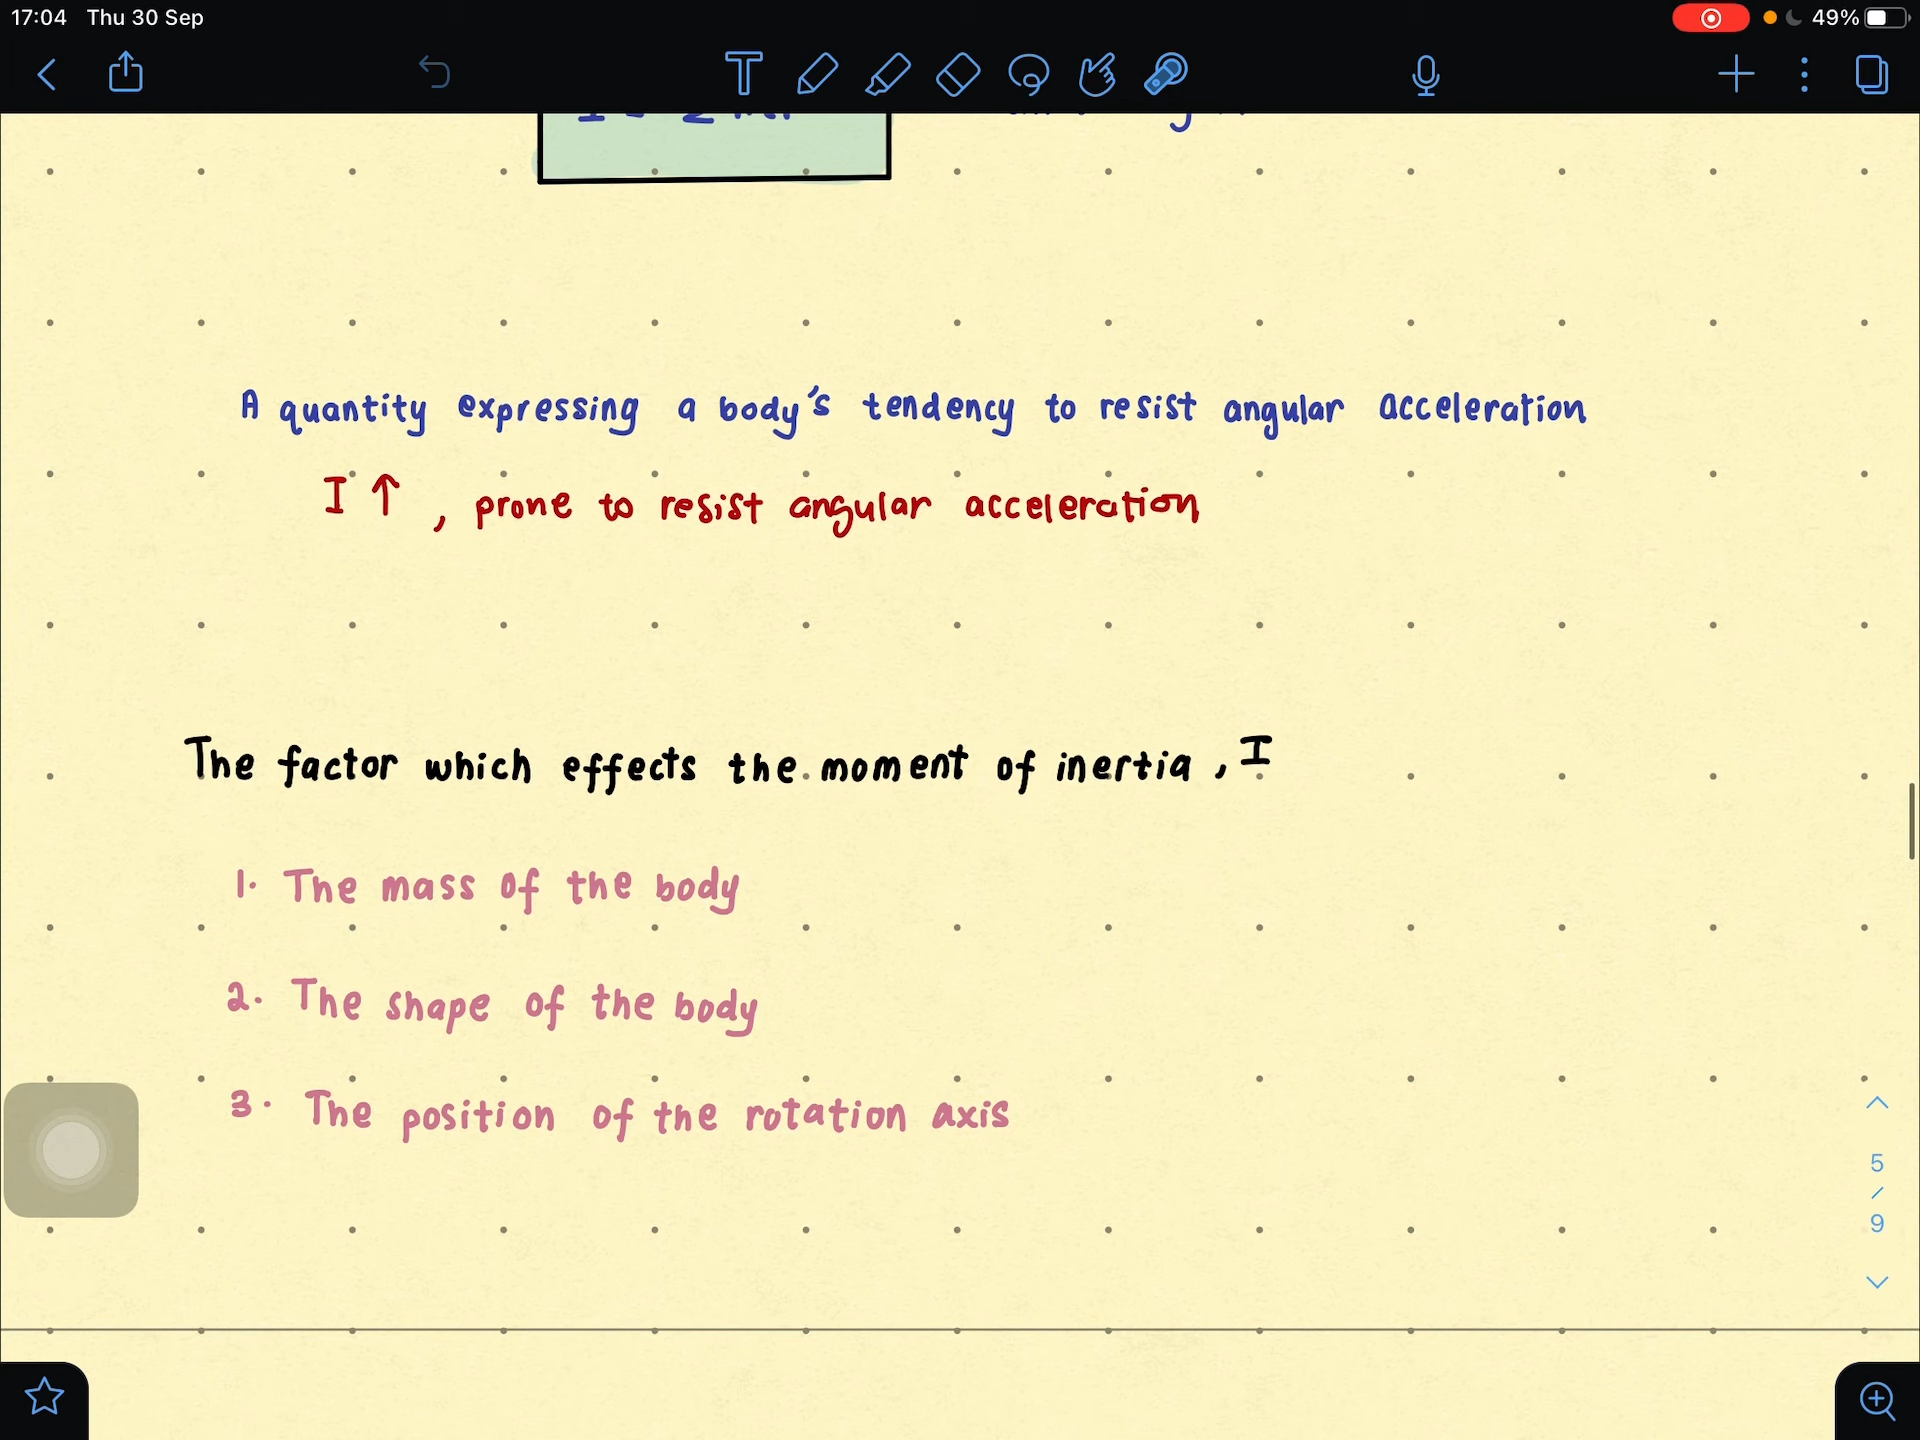 17:04 Thu 30 Sep
49%
A quantity expressing a body's tendency to resist angular acceleration
I ↑ , prone to resist angular acceleration
The factor which effects the moment of inertia , I
1. The mass of the body
2. The shape of the body
3. The position of the rotation axis
5
/
9